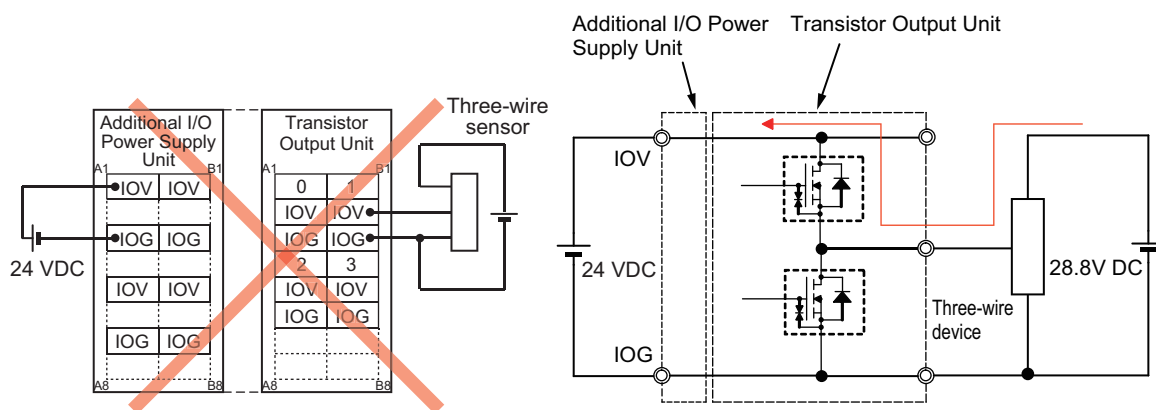 Additional I/O Power
Supply Unit
Transistor Output Unit
Additional I/O
Power Supply
Unit
Transistor
Output Unit
Three-wire
sensor
A1
B1
A1
B1
IOV IOV
IOG IOG
IOV IOV
IOG IOG
A8
B8
0 1
IOV IOV
IOG IOG
2 3
IOV IOV
IOG IOG
A8
B8
24 VDC
IOV
24 VDC
IOG
28.8V DC
Three-wire
device